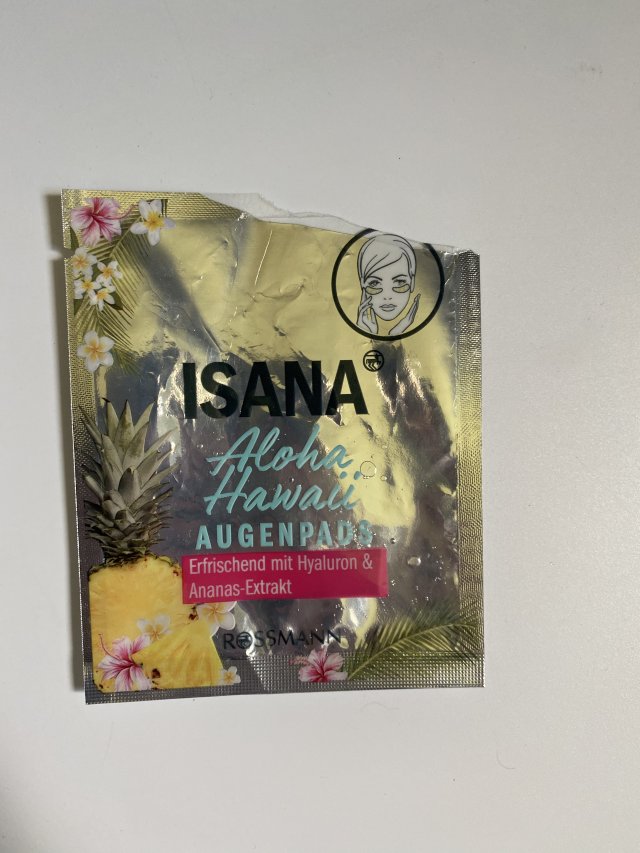 ISANA
Aloha
Hawaii
AUGENPADS
Erfrischend mit Hyaluron &
Ananas-Extrakt
ROSSMANN